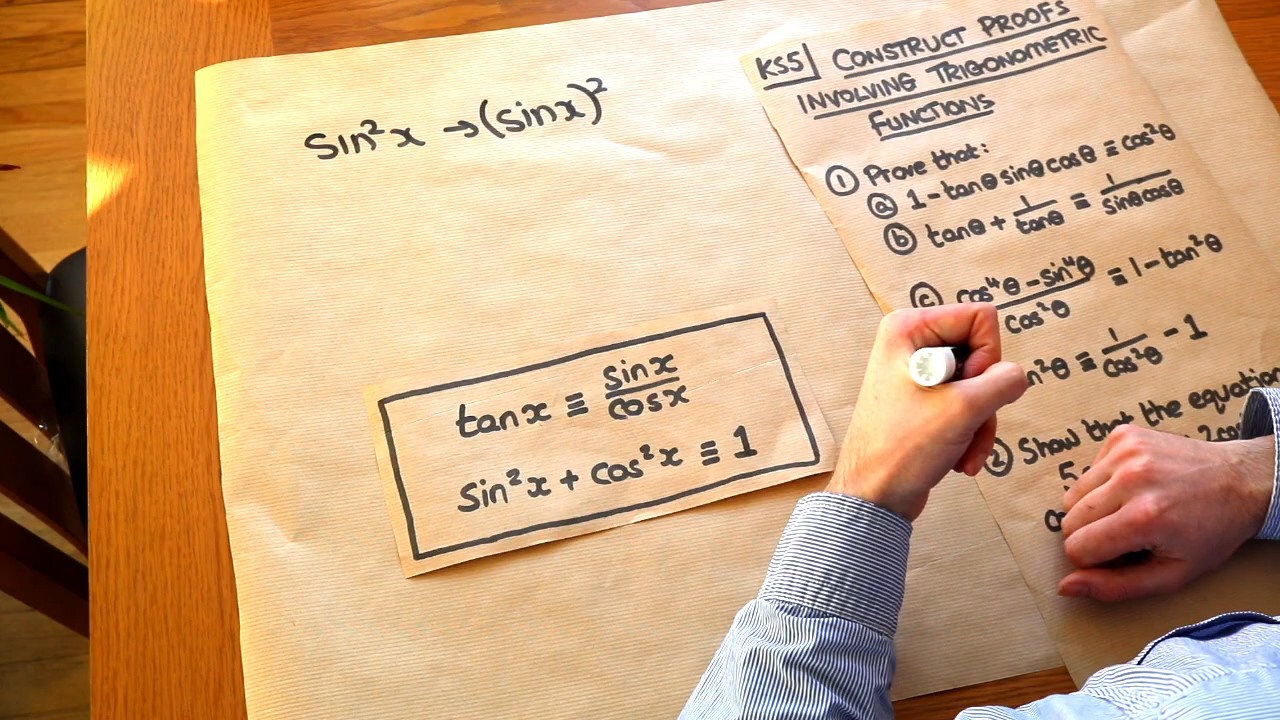 sin²x → (sinx)²
tanx ≡ sinx/cosx
sin²x + cos²x ≡ 1
KS5 CONSTRUCT PROOFS
INVOLVING TRIGONOMETRIC
FUNCTIONS
① Prove that:
ⓐ 1 - tanθ sinθ cosθ ≡ cos²θ
ⓑ tanθ + 1/tanθ ≡ 1/sinθcosθ
ⓒ cos⁴θ - sin⁴θ/cos²θ ≡ 1 - tan²θ
n²θ ≡ 1/cos²θ - 1
② Show that the equation
5